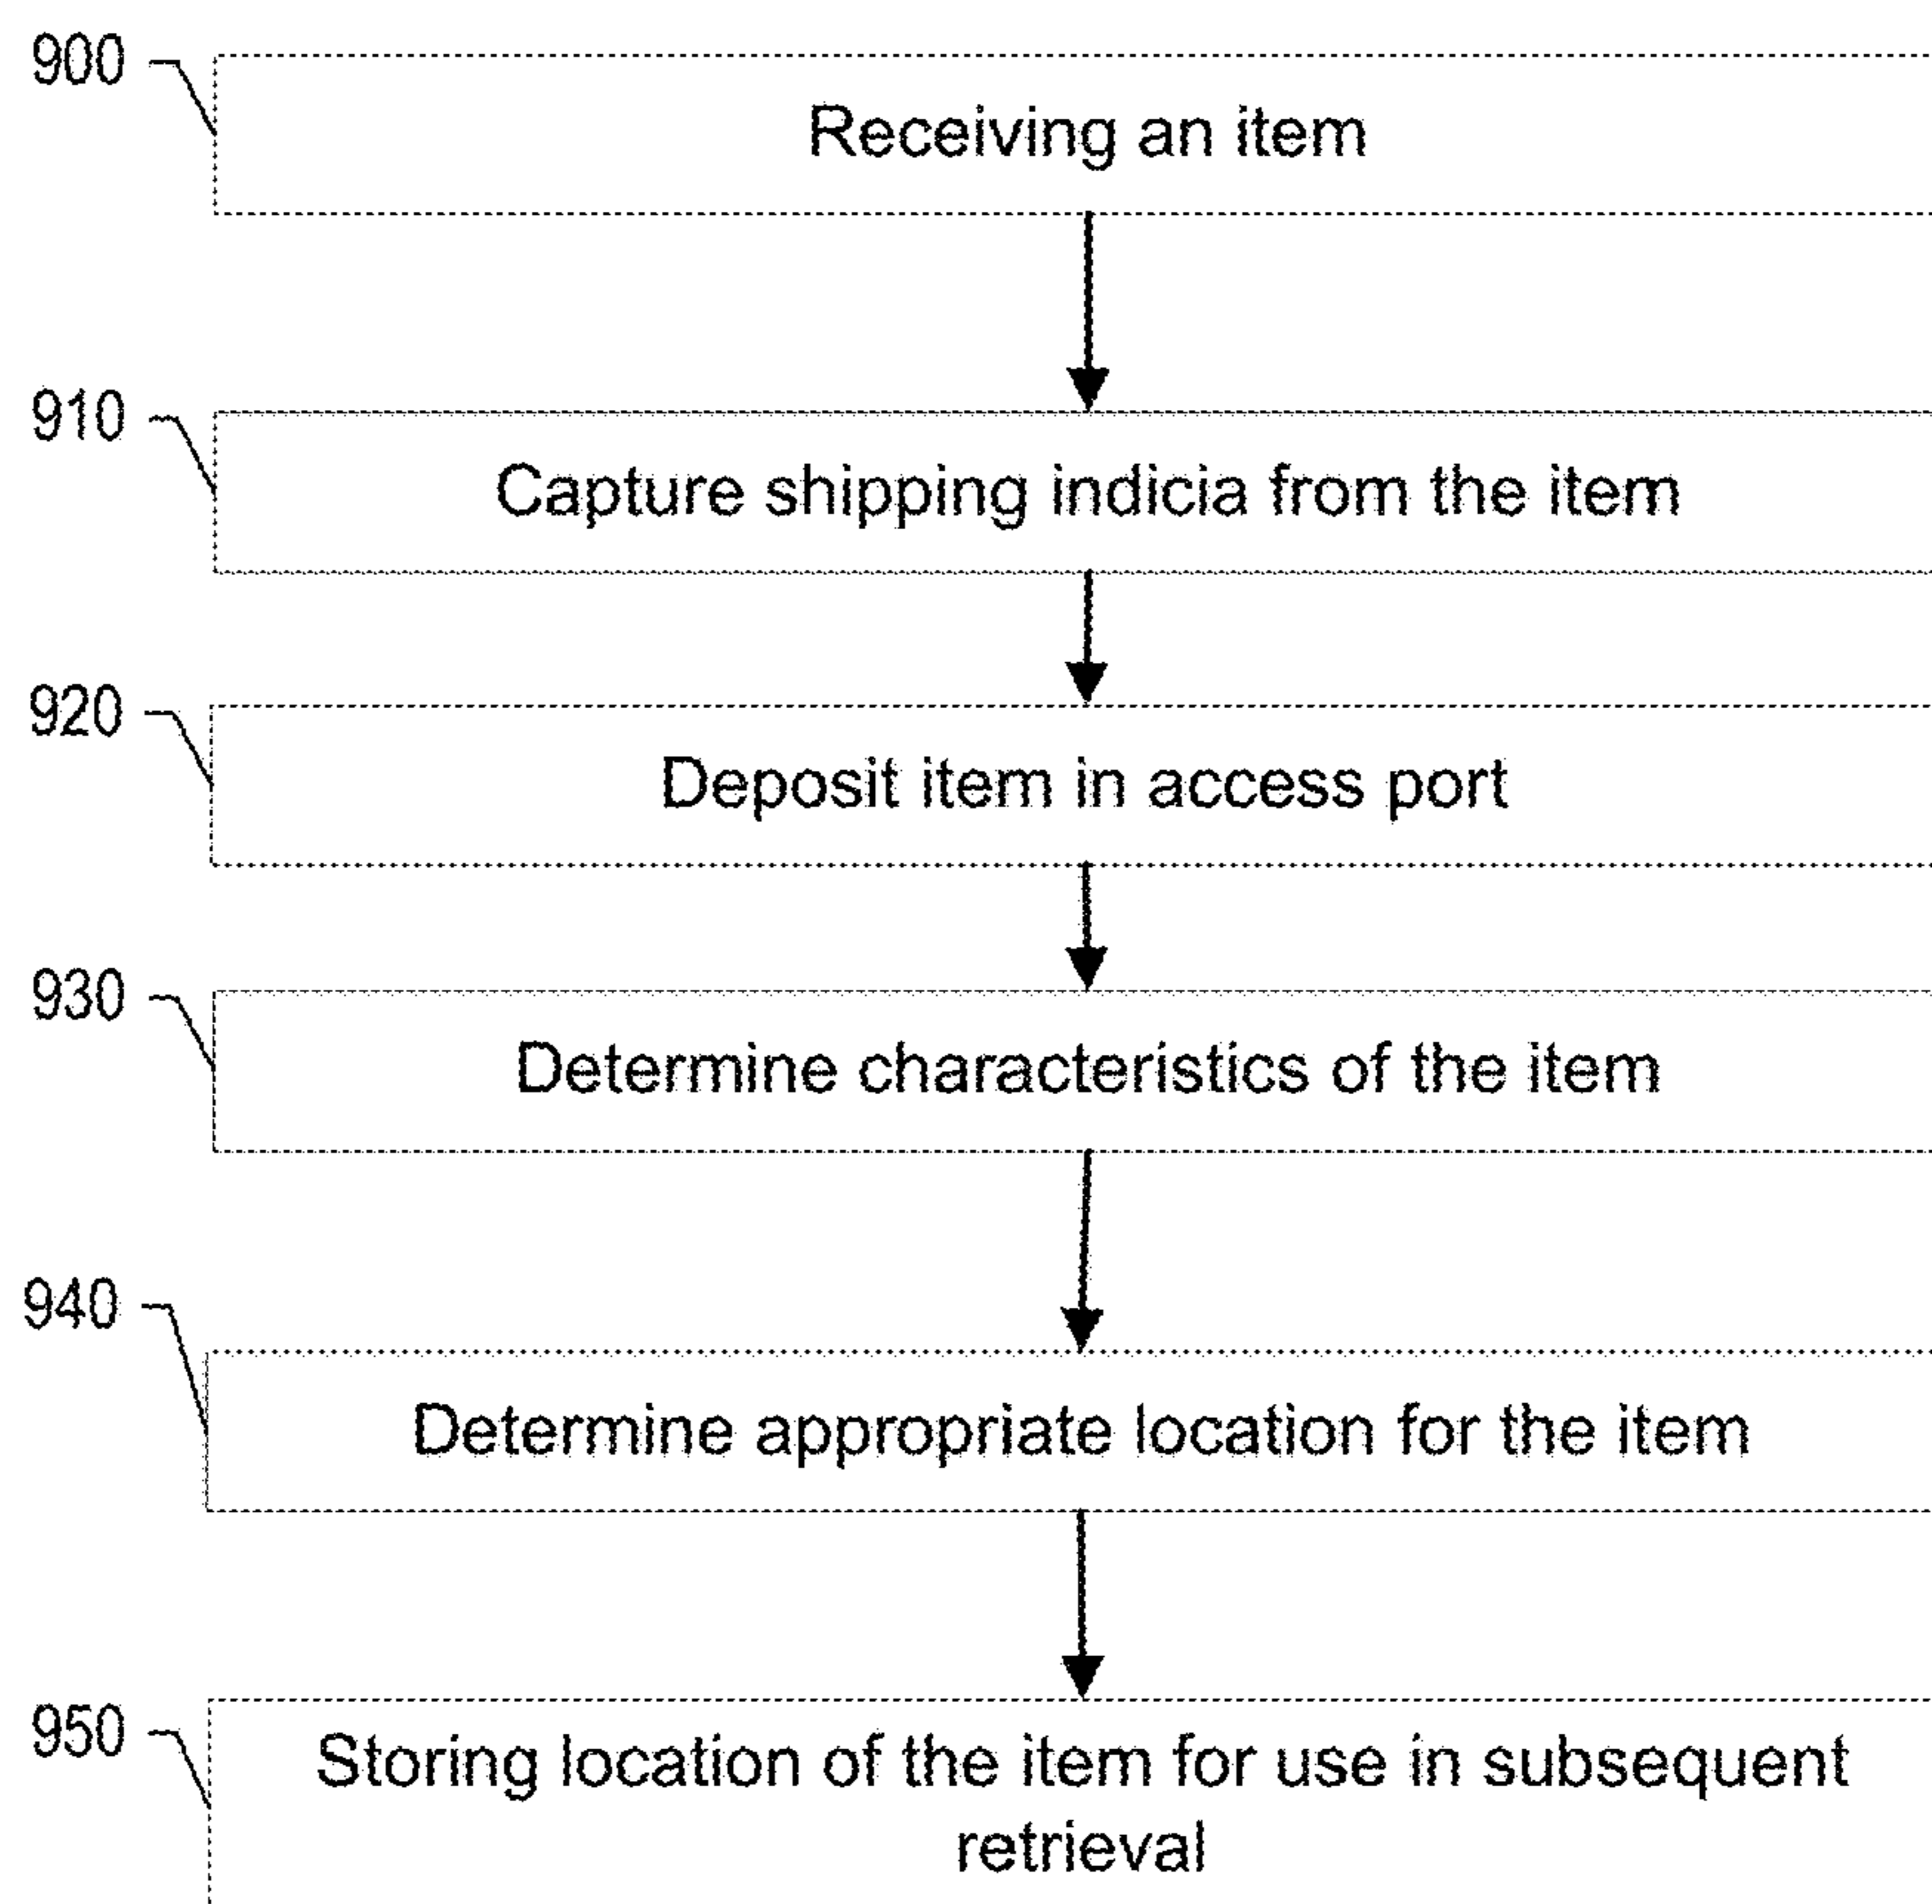 900
Receiving an item
910
Capture shipping indicia from the item
920
Deposit item in access port
930
Determine characteristics of the item
940
Determine appropriate location for the item
950
Storing location of the item for use in subsequent
retrieval